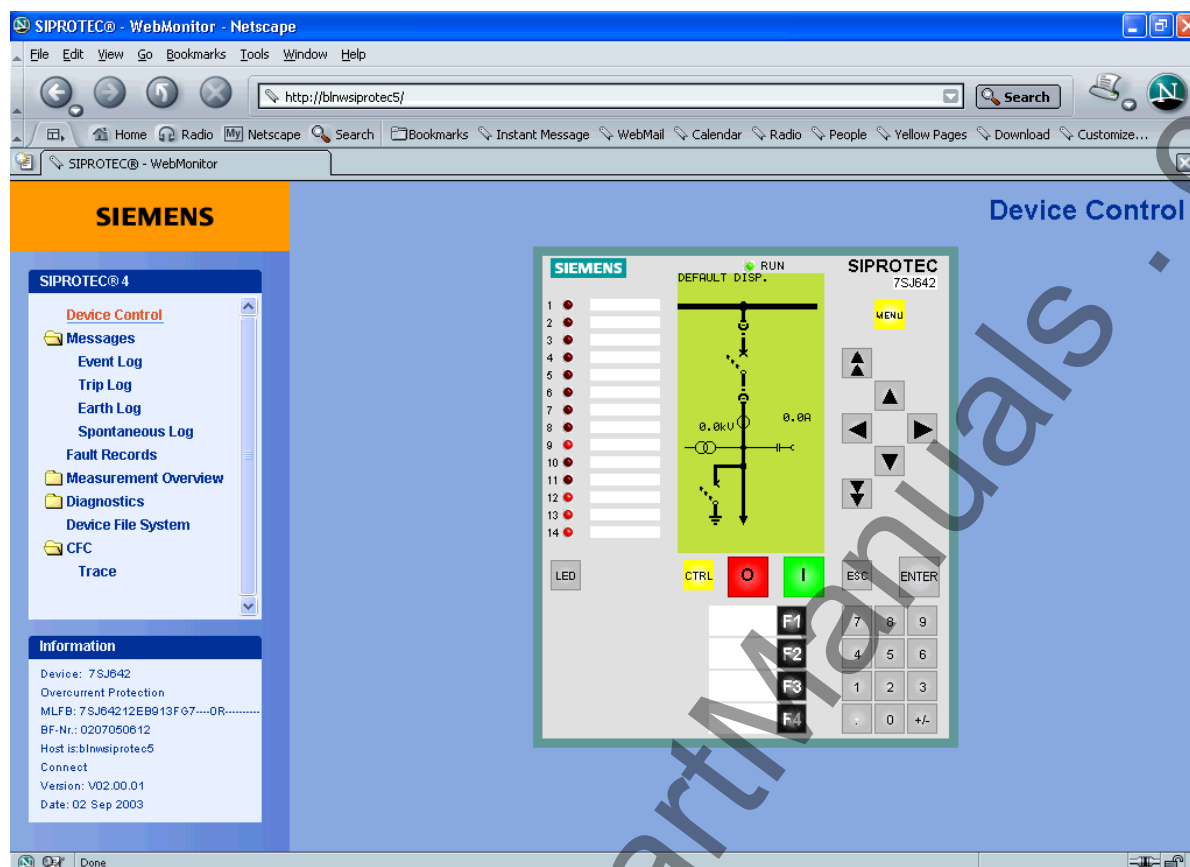 SIPROTEC® - WebMonitor - Netscape
File Edit View Go Bookmarks Tools Window Help
http://blnwsiprotec5/
Search
N
Home Radio My Netscape Search Bookmarks Instant Message WebMail Calendar Radio People Yellow Pages Download Customize...
SIPROTEC® - WebMonitor
SIEMENS
Device Control
SIPROTEC® 4
Device Control
Messages
Event Log
Trip Log
Earth Log
Spontaneous Log
Fault Records
Measurement Overview
Diagnostics
Device File System
CFC
Trace
Information
Device: 7SJ642
Overcurrent Protection
MLFB: 7SJ64212EB913FG7----0R----------
BF-Nr.: 0207050612
Host is:blnwsiprotec5
Connect
Version: V02.00.01
Date: 02 Sep 2003
SIEMENS
RUN
SIPROTEC
7SJ642
DEFAULT DISP.
MENU
1
2
3
4
5
6
7
8
9
10
11
12
13
14
0.0kV
0.0A
LED
CTRL
O
I
ESC
ENTER
F1
7 8 9
F2
4 5 6
F3
1 2 3
F4
. 0 +/-
Done